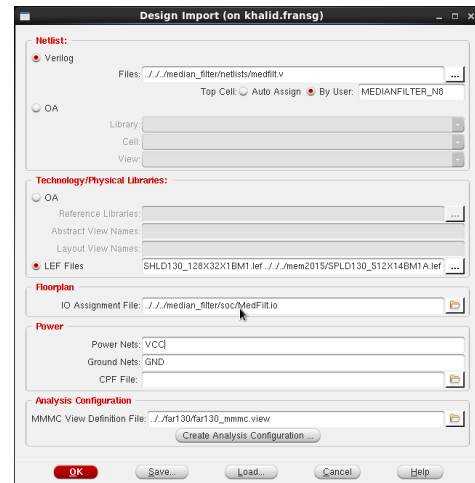 Design Import (on khalid.fransg)
Netlist:
Verilog
Files: ./././median_filter/netlists/medfilt.v ...
Top Cell: Auto Assign By User: MEDIANFILTER_N8
OA
Library:
Cell:
View:
Technology/Physical Libraries:
OA
Reference Libraries: ...
Abstract View Names:
Layout View Names:
LEF Files SHLD130_128X32X1BM1.lef ./././mem2015/SPLD130_512X14BM1A.lef ...
Floorplan
IO Assignment File: ./././median_filter/soc/MedFilt.io
Power
Power Nets: VCC
Ground Nets: GND
CPF File:
Analysis Configuration
MMMC View Definition File: ../../far130/far130_mmmc.view
Create Analysis Configuration ...
OK Save... Load... Cancel Help